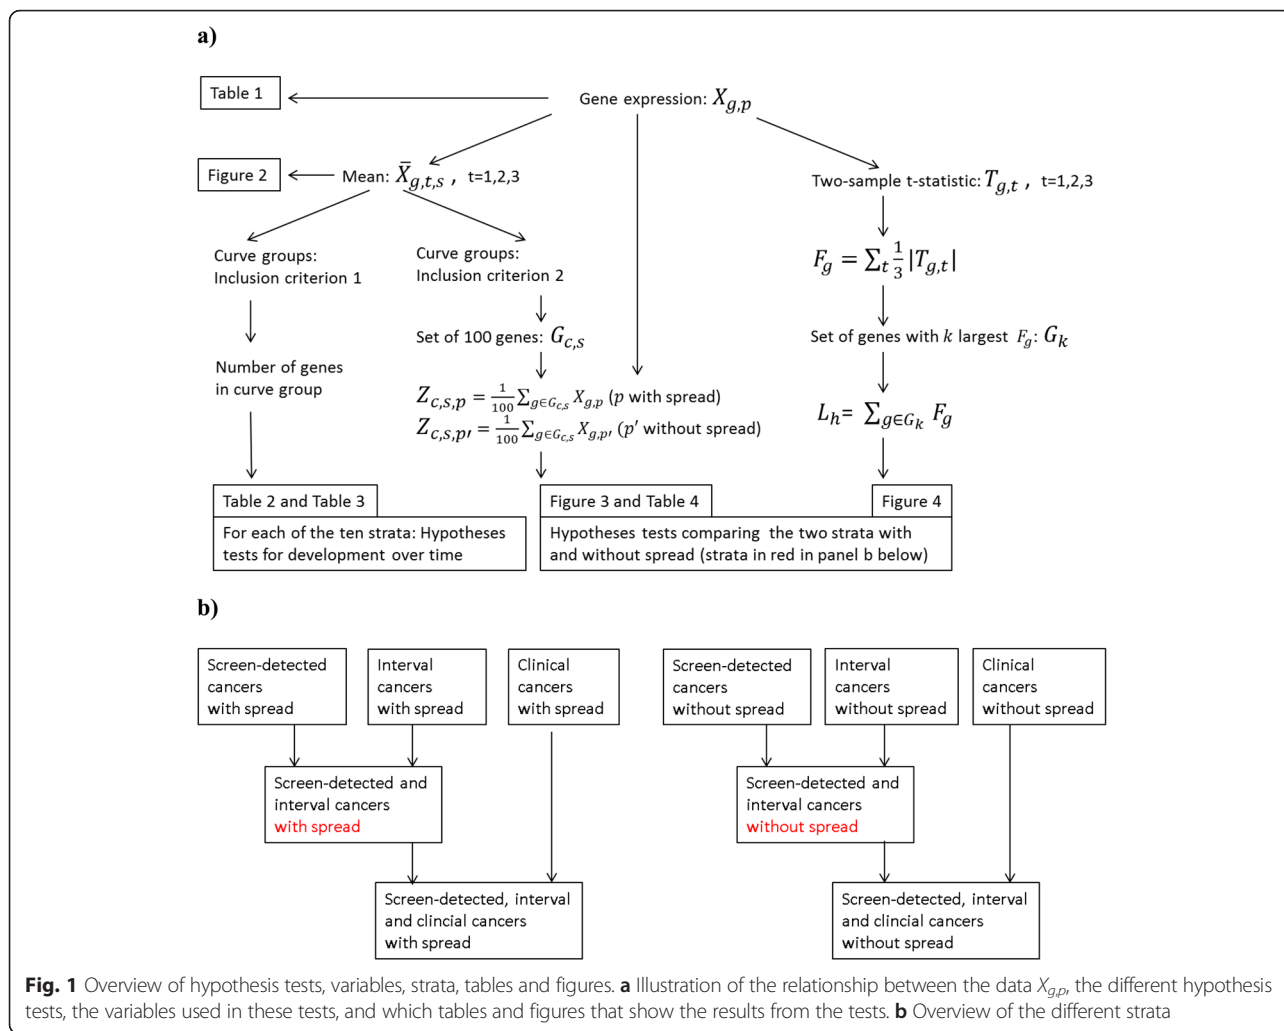 a)
Table 1
Gene expression: X_{g,p}
Figure 2
Mean: X̄_{g,t,s} , t=1,2,3
Two-sample t-statistic: T_{g,t} , t=1,2,3
Curve groups:
Inclusion criterion 1
Curve groups:
Inclusion criterion 2
F_g = ∑_t 1/3 |T_{g,t}|
Set of 100 genes: G_{c,s}
Set of genes with k largest F_g: G_k
Number of genes
in curve group
Z_{c,s,p} = 1/100 ∑_{g∈G_{c,s}} X_{g,p} (p with spread)
Z_{c,s,p′} = 1/100 ∑_{g∈G_{c,s}} X_{g,p′} (p′ without spread)
L_h= ∑_{g∈G_k} F_g
Table 2 and Table 3
For each of the ten strata: Hypotheses
tests for development over time
Figure 3 and Table 4
Figure 4
Hypotheses tests comparing the two strata with
and without spread (strata in red in panel b below)
b)
Screen-detected
cancers
with spread
Interval
cancers
with spread
Clinical
cancers
with spread
Screen-detected
cancers
without spread
Interval
cancers
without spread
Clinical
cancers
without spread
Screen-detected and
interval cancers
with spread
Screen-detected and
interval cancers
without spread
Screen-detected, interval
and clincial cancers
with spread
Screen-detected, interval
and clincial cancers
without spread
Fig. 1 Overview of hypothesis tests, variables, strata, tables and figures. a Illustration of the relationship between the data X_{g,p}, the different hypothesis
tests, the variables used in these tests, and which tables and figures that show the results from the tests. b Overview of the different strata